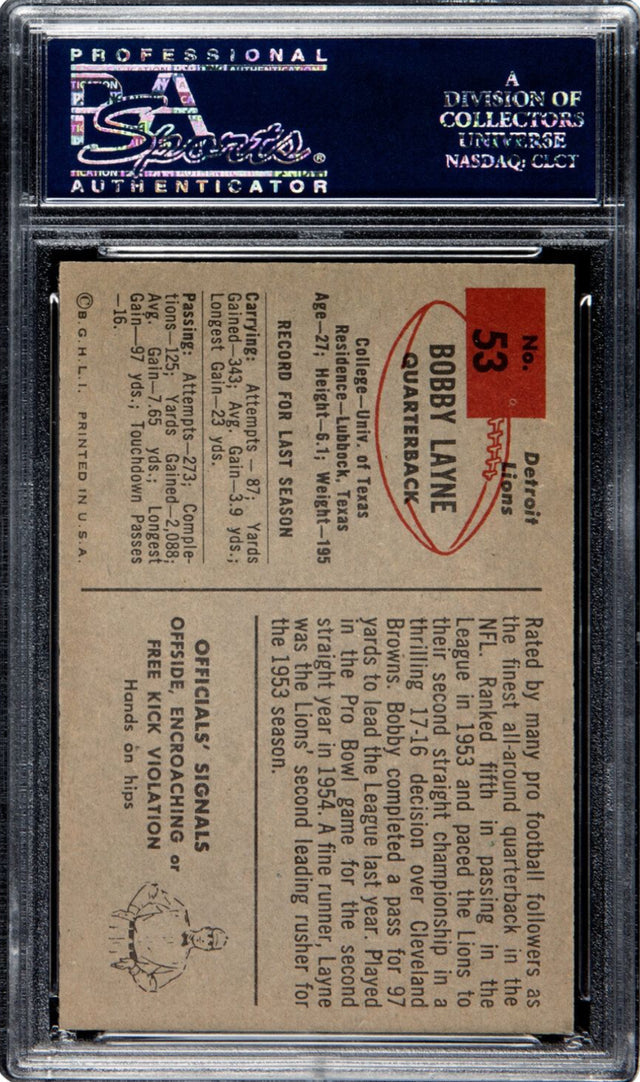 PROFESSIONAL
PSA
Sports®
AUTHENTICATOR
A
DIVISION OF
COLLECTORS
UNIVERSE
NASDAQ: CLCT
No.
53
Detroit
Lions
BOBBY LAYNE
QUARTERBACK
College—Univ. of Texas
Residence—Lubbock, Texas
Age—27; Height—6.1; Weight—195
RECORD FOR LAST SEASON
Carrying: Attempts — 87; Yards
Gained—343; Avg. Gain—3.9 yds.;
Longest Gain—23 yds.
Passing: Attempts—273; Comple-
tions—125; Yards Gained—2,088;
Avg. Gain—7.65 yds.; Longest
Gain—97 yds.; Touchdown Passes
—16.
©B.G.H.L.I. PRINTED IN U.S.A.
Rated by many pro football followers as
the finest all-around quarterback in the
NFL. Ranked fifth in passing in the
League in 1953 and paced the Lions to
their second straight championship in a
thrilling 17-16 decision over Cleveland
Browns. Bobby completed a pass for 97
yards to lead the League last year. Played
in the Pro Bowl game for the second
straight year in 1954. A fine runner, Layne
was the Lions' second leading rusher for
the 1953 season.
OFFICIALS' SIGNALS
OFFSIDE, ENCROACHING or
FREE KICK VIOLATION
Hands on hips